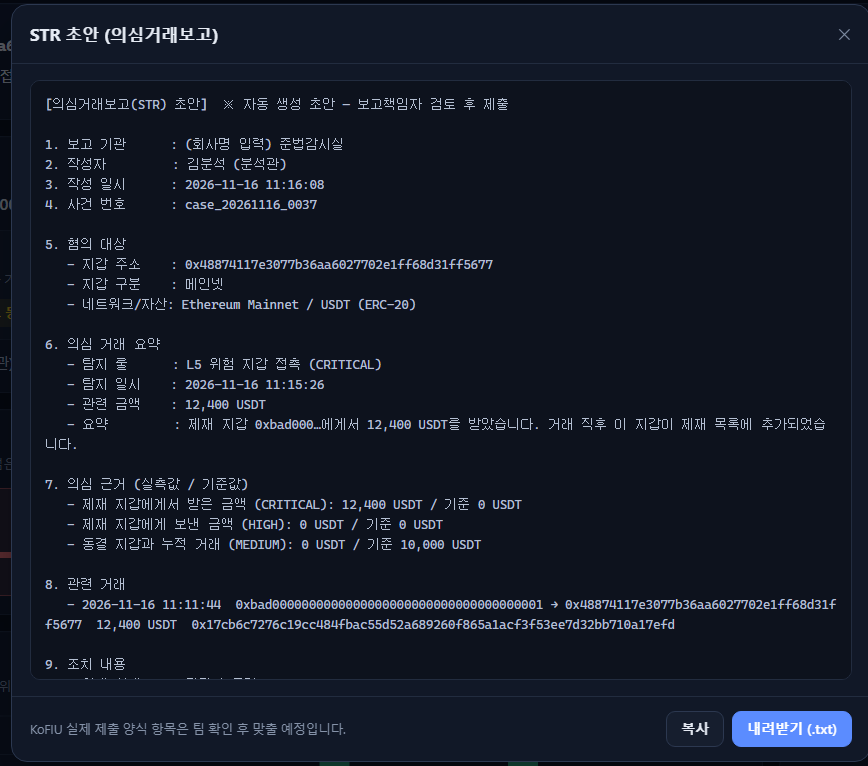 STR 초안 (의심거래보고)
[의심거래보고(STR) 초안] ※ 자동 생성 초안 — 보고책임자 검토 후 제출
1. 보고 기관 : (회사명 입력) 준법감시실
2. 작성자 : 김분석 (분석관)
3. 작성 일시 : 2026-11-16 11:16:08
4. 사건 번호 : case_20261116_0037
5. 혐의 대상
- 지갑 주소 : 0x48874117e3077b36aa6027702e1ff68d31ff5677
- 지갑 구분 : 메인넷
- 네트워크/자산: Ethereum Mainnet / USDT (ERC-20)
6. 의심 거래 요약
- 탐지 룰 : L5 위험 지갑 접촉 (CRITICAL)
- 탐지 일시 : 2026-11-16 11:15:26
- 관련 금액 : 12,400 USDT
- 요약 : 제재 지갑 0xbad000…에게서 12,400 USDT를 받았습니다. 거래 직후 이 지갑이 제재 목록에 추가되었습
니다.
7. 의심 근거 (실측값 / 기준값)
- 제재 지갑에게서 받은 금액 (CRITICAL): 12,400 USDT / 기준 0 USDT
- 제재 지갑에게 보낸 금액 (HIGH): 0 USDT / 기준 0 USDT
- 동결 지갑과 누적 거래 (MEDIUM): 0 USDT / 기준 10,000 USDT
8. 관련 거래
- 2026-11-16 11:11:44 0xbad0000000000000000000000000000000000001 → 0x48874117e3077b36aa6027702e1ff68d31f
f5677 12,400 USDT 0x17cb6c7276c19cc484fbac55d52a689260f865a1acf3f53ee7d32bb710a17efd
9. 조치 내용
KoFIU 실제 제출 양식 항목은 팀 확인 후 맞출 예정입니다.
복사
내려받기 (.txt)